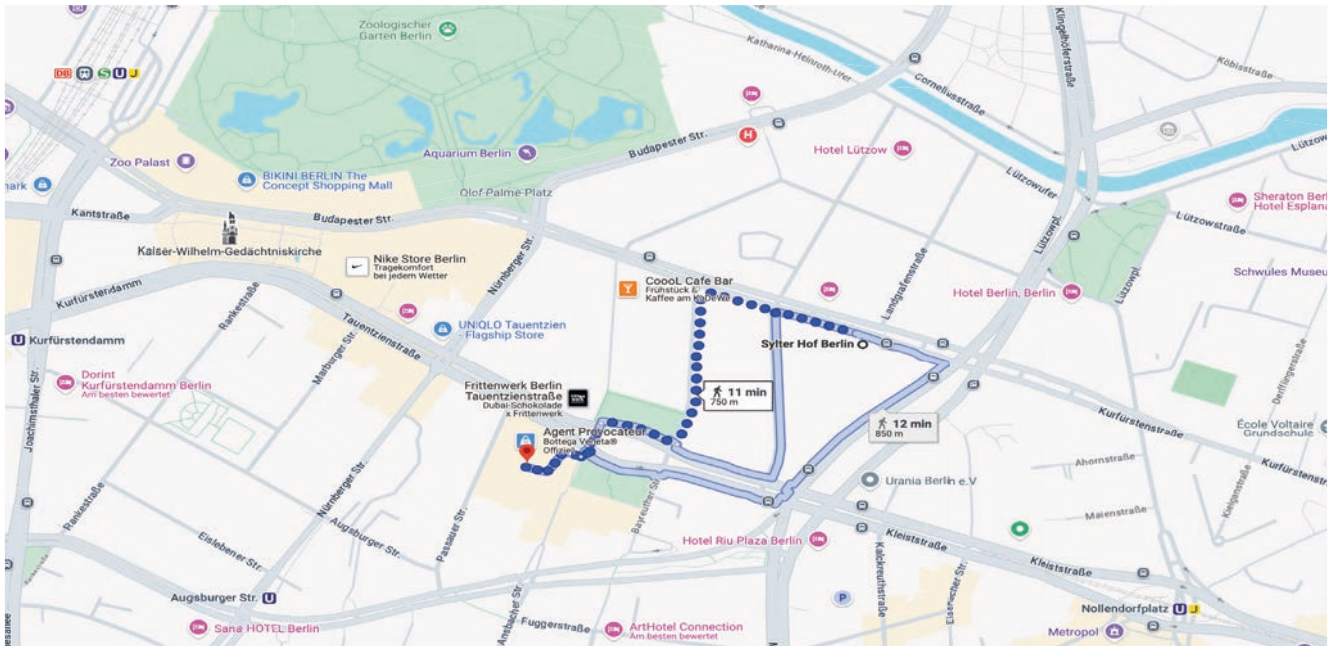 Zoologischer
Garten Berlin
Katharina-Heinroth-Ufer
Klingelhöferstraße
Köbisstraße
DB
S
U
J
Corneliusstraße
Zoo Palast
Aquarium Berlin
Budapester Str.
H
Hotel Lützow
Lützowufer
BIKINI BERLIN The
Concept Shopping Mall
Olof-Palme-Platz
Sheraton Berl
Hotel Esplana
Lützowstraße
Kantstraße
Budapester Str.
Lützowpl.
Kaiser-Wilhelm-Gedächtniskirche
Nike Store Berlin
Tragekomfort
bei jedem Wetter
Nürnberger Str.
CoooL Cafe Bar
Frühstück &
Kaffee am KaDeWe
Landgrafenstraße
Lützowpl.
Schwules Museu
Hotel Berlin, Berlin
Kurfürstendamm
Rankestraße
Tauentzienstraße
UNIQLO Tauentzien
- Flagship Store
Sylter Hof Berlin
U Kurfürstendamm
Marburger Str.
Dorint
Kurfürstendamm Berlin
Am besten bewertet
Joachimsthaler Str.
Frittenwerk Berlin
Tauentzienstraße
Dubai-Schokolade
x Frittenwerk
11 min
750 m
12 min
850 m
Derfflingerstraße
Kurfürstenstraße
École Voltaire
Grundschule
Agent Provocateur
Bottega Veneta®
Offiziell
Ahornstraße
Kurfürstenstr
Urania Berlin e.V
Rankestraße
Nürnberger Str.
Augsburger Str.
Passauer Str.
Bayreuther Str.
Maienstraße
Kielganstraße
Eislebener Str.
Hotel Riu Plaza Berlin
Kleiststraße
Kleiststraße
Kalckreuthstraße
Eisenacher Str.
Augsburger Str. U
Ansbacher Str.
P
Nollendorfplatz U J
Sana HOTEL Berlin
Fuggerstraße
ArtHotel Connection
Am besten bewertet
Metropol